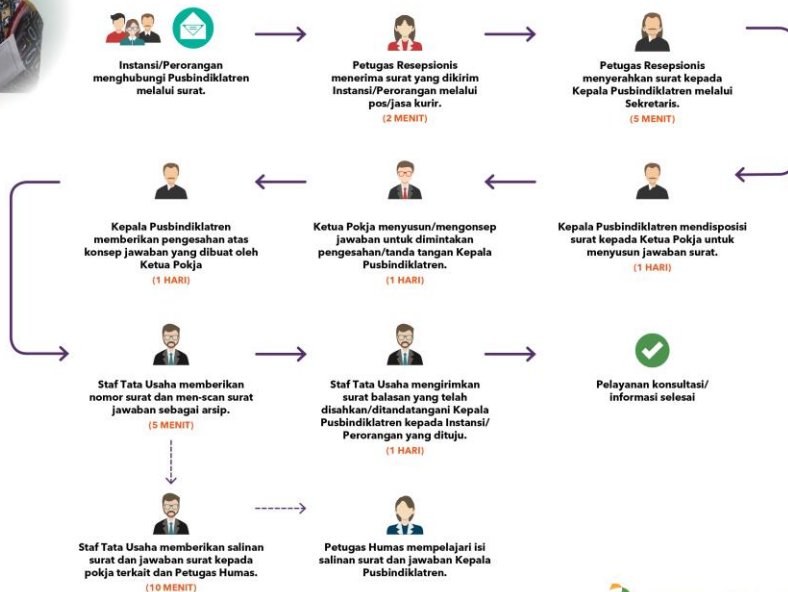 Instansi/Perorangan
menghubungi Pusbindiklatren
melalui surat.
Petugas Resepsionis
menerima surat yang dikirim
Instansi/Perorangan melalui
pos/jasa kurir.
(2 MENIT)
Petugas Resepsionis
menyerahkan surat kepada
Kepala Pusbindiklatren melalui
Sekretaris.
(5 MENIT)
Kepala Pusbindiklatren mendisposisi
surat kepada Ketua Pokja untuk
menyusun jawaban surat.
(1 HARI)
Ketua Pokja menyusun/mengonsep
jawaban untuk dimintakan
pengesahan/tanda tangan Kepala
Pusbindiklatren.
(1 HARI)
Kepala Pusbindiklatren
memberikan pengesahan atas
konsep jawaban yang dibuat oleh
Ketua Pokja
(1 HARI)
Staf Tata Usaha memberikan
nomor surat dan men-scan surat
jawaban sebagai arsip.
(5 MENIT)
Staf Tata Usaha mengirimkan
surat balasan yang telah
disahkan/ditandatangani Kepala
Pusbindiklatren kepada Instansi/
Perorangan yang dituju.
(1 HARI)
Pelayanan konsultasi/
informasi selesai
Staf Tata Usaha memberikan salinan
surat dan jawaban surat kepada
pokja terkait dan Petugas Humas.
(10 MENIT)
Petugas Humas mempelajari isi
salinan surat dan jawaban Kepala
Pusbindiklatren.